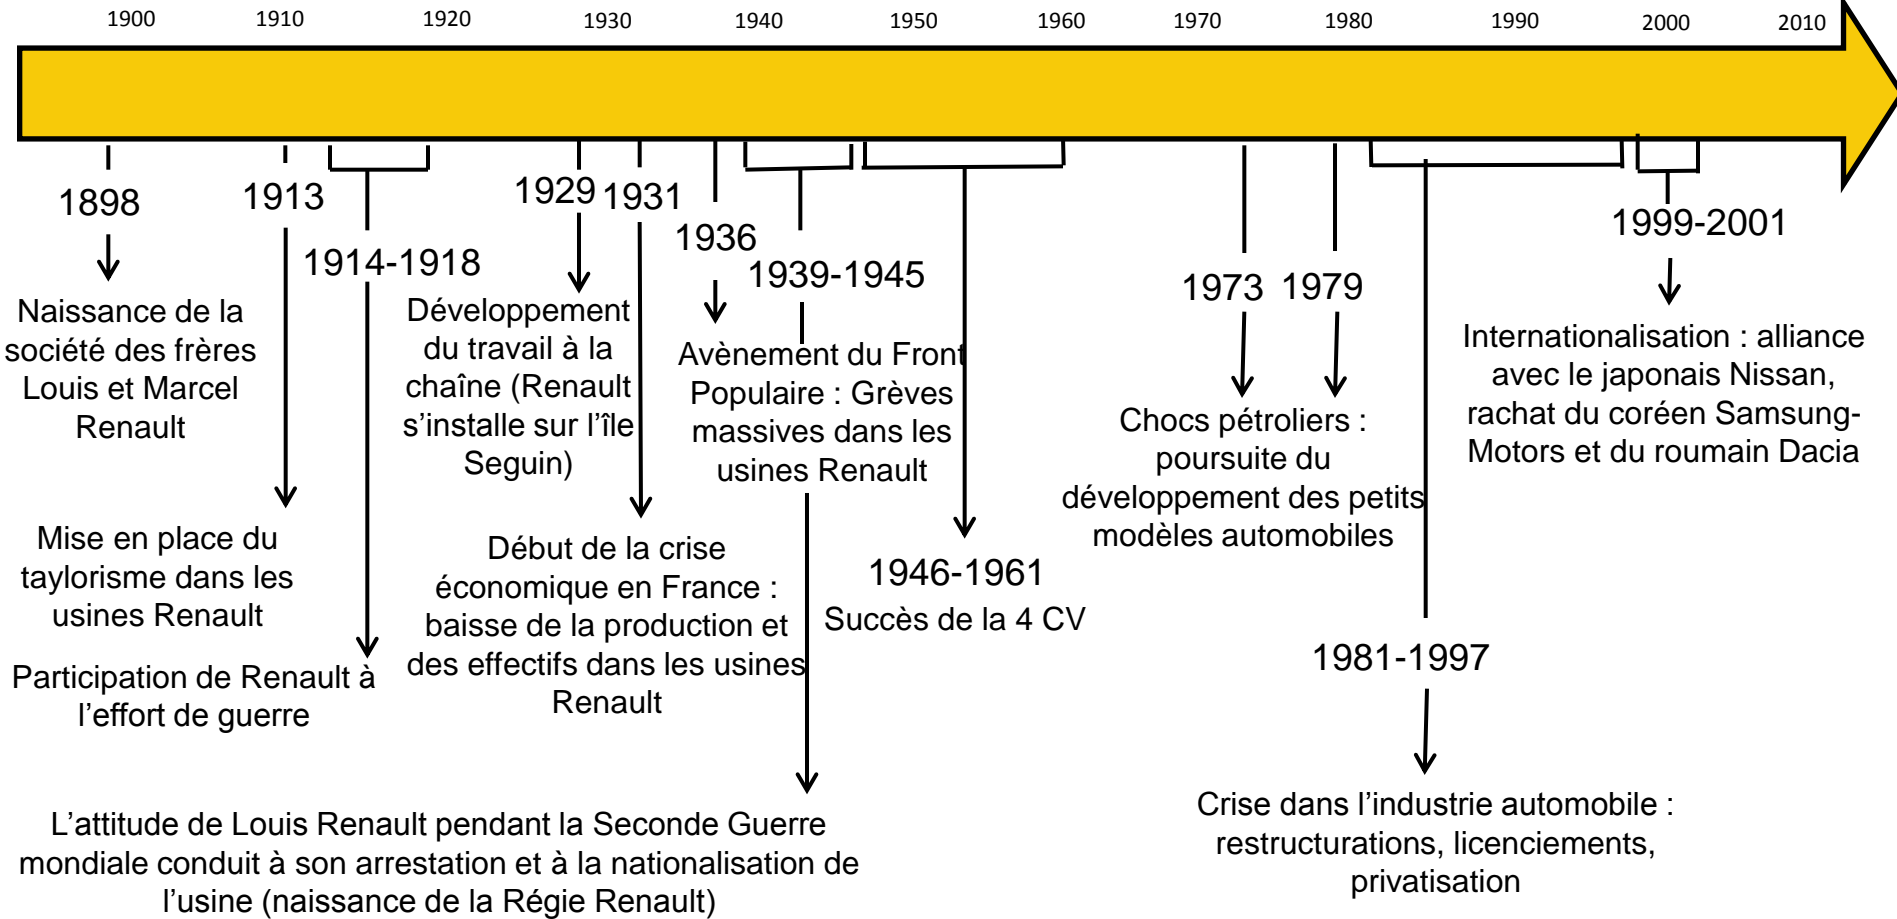 1900 1910 1920 1930 1940 1950 1960 1970 1980 1990 2000 2010
1898
Naissance de la
société des frères
Louis et Marcel
Renault
1913
Mise en place du
taylorisme dans les
usines Renault
1914-1918
Participation de Renault à
l’effort de guerre
1929
Développement
du travail à la
chaîne (Renault
s’installe sur l’île
Seguin)
1931
Début de la crise
économique en France :
baisse de la production et
des effectifs dans les usines
Renault
1936
Avènement du Front
Populaire : Grèves
massives dans les
usines Renault
1939-1945
L’attitude de Louis Renault pendant la Seconde Guerre
mondiale conduit à son arrestation et à la nationalisation de
l’usine (naissance de la Régie Renault)
1946-1961
Succès de la 4 CV
1973 1979
Chocs pétroliers :
poursuite du
développement des petits
modèles automobiles
1981-1997
Crise dans l’industrie automobile :
restructurations, licenciements,
privatisation
1999-2001
Internationalisation : alliance
avec le japonais Nissan,
rachat du coréen Samsung-
Motors et du roumain Dacia